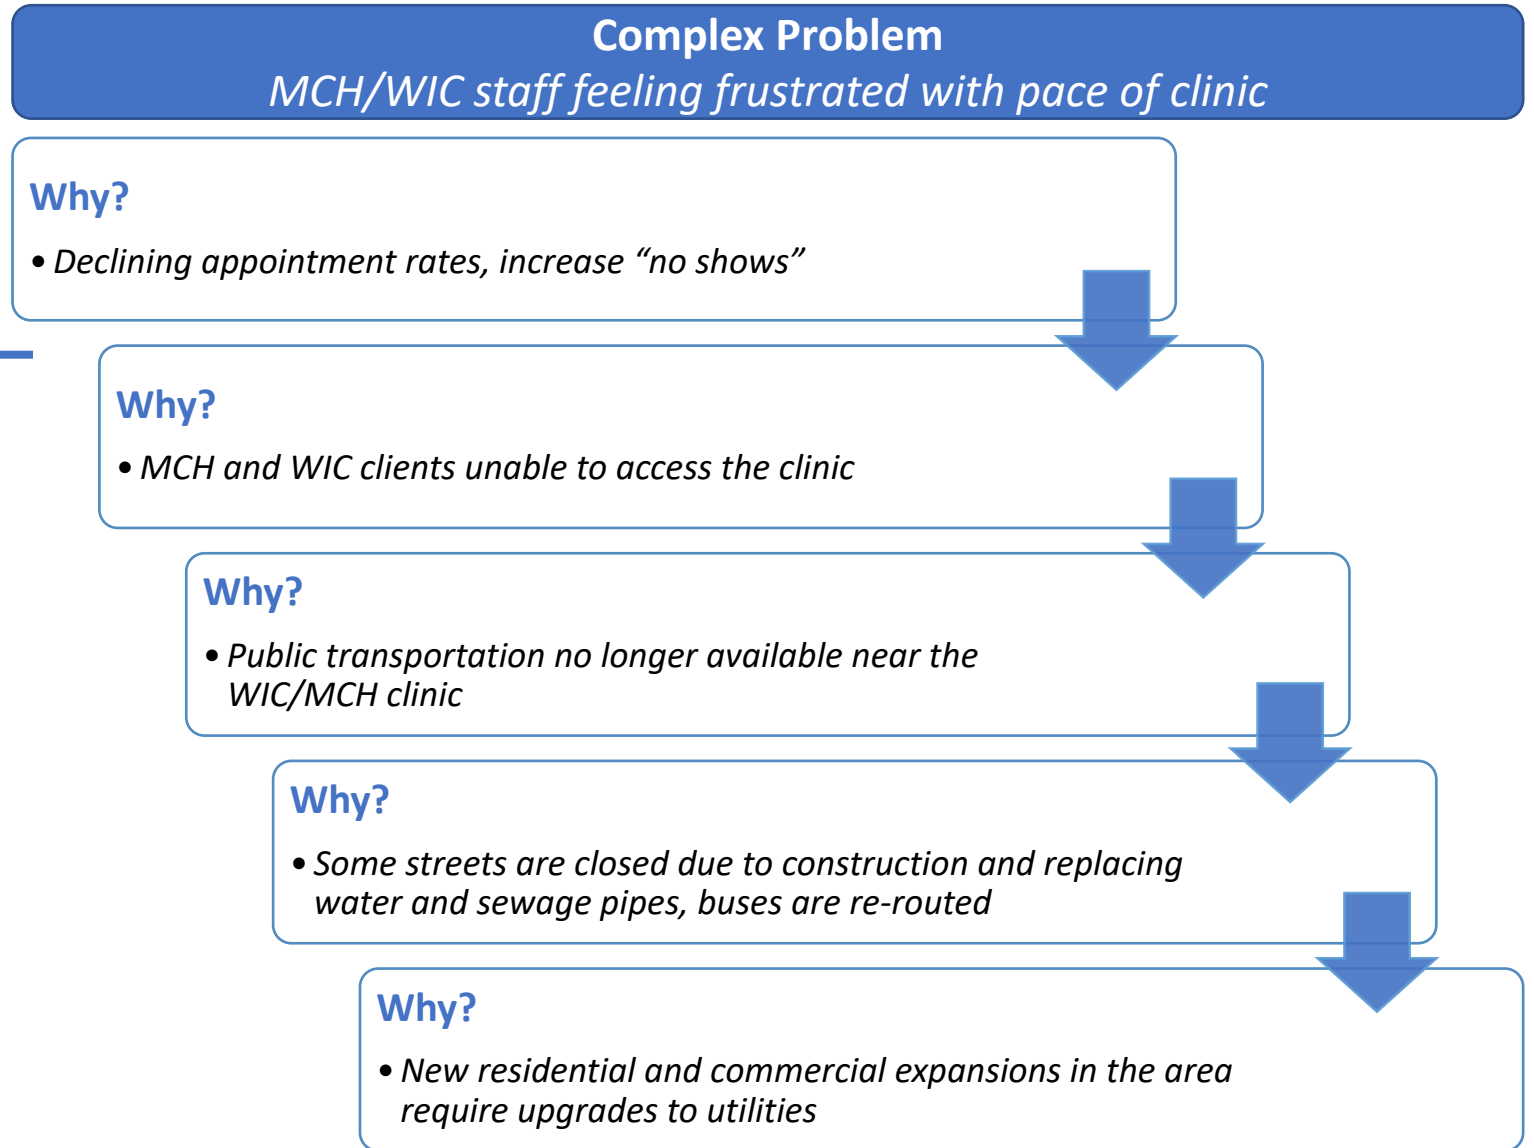 Complex Problem
MCH/WIC staff feeling frustrated with pace of clinic
Why?
• Declining appointment rates, increase “no shows”
Why?
• MCH and WIC clients unable to access the clinic
Why?
• Public transportation no longer available near the
WIC/MCH clinic
Why?
• Some streets are closed due to construction and replacing
water and sewage pipes, buses are re-routed
Why?
• New residential and commercial expansions in the area
require upgrades to utilities